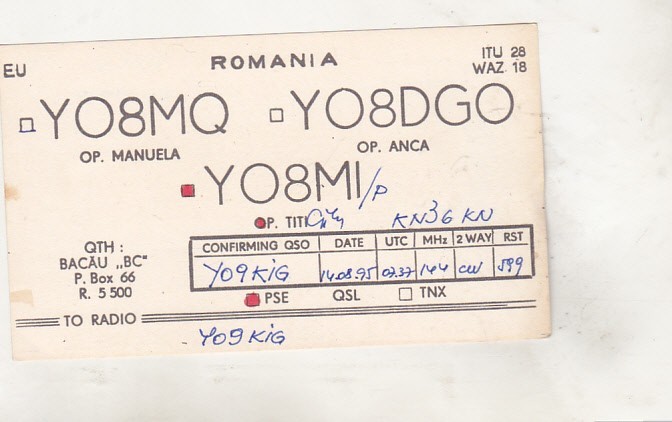 EU ROMANIA ITU 28
WAZ 18
YO8MQ YO8DGO
OP. MANUELA OP. ANCA
YO8MI/P
OP. TITI KN36KN
QTH :
BACĂU „BC"
P. Box 66
R. 5 500
CONFIRMING QSO DATE UTC MHz 2 WAY RST
YO9KIG 14.08.95 07.37 144 CW 599
PSE QSL TNX
TO RADIO
YO9KIG